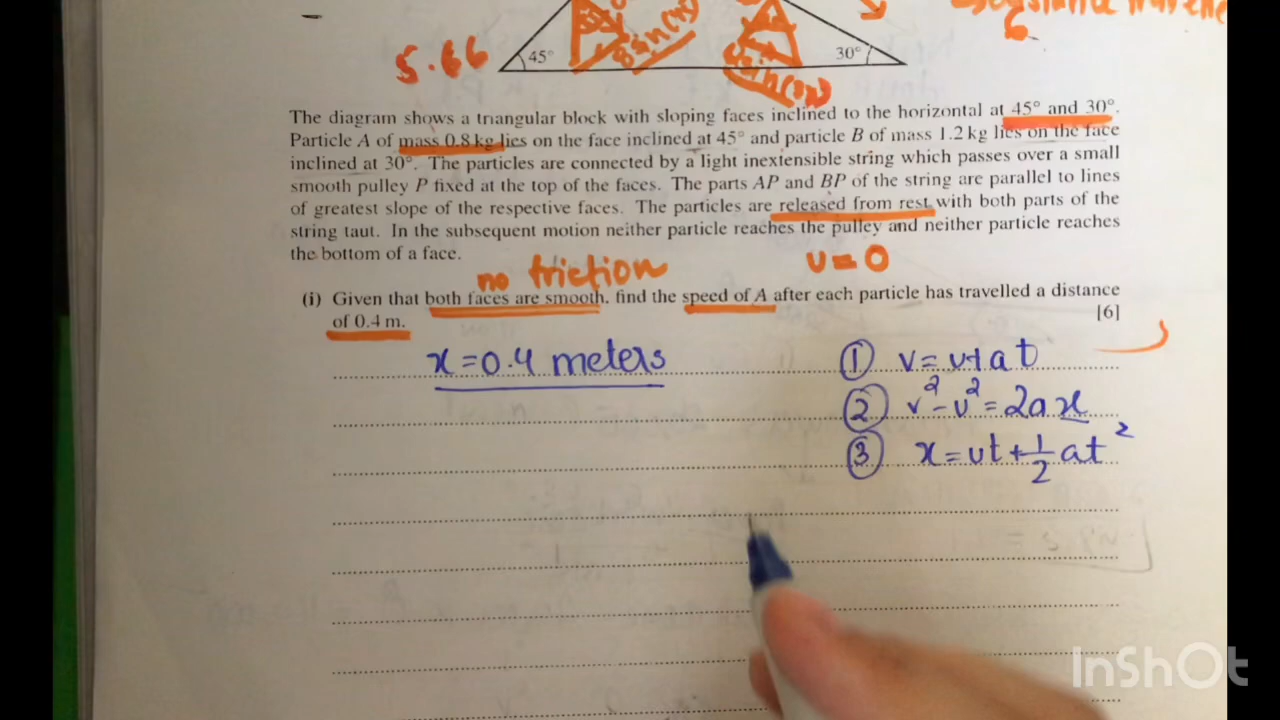 45°
30°
5.66
8 sin(45)
6.
The diagram shows a triangular block with sloping faces inclined to the horizontal at 45° and 30°.
Particle A of mass 0.8 kg lies on the face inclined at 45° and particle B of mass 1.2 kg lies on the face
inclined at 30°. The particles are connected by a light inextensible string which passes over a small
smooth pulley P fixed at the top of the faces. The parts AP and BP of the string are parallel to lines
of greatest slope of the respective faces. The particles are released from rest with both parts of the
string taut. In the subsequent motion neither particle reaches the pulley and neither particle reaches
the bottom of a face.
no friction
u = 0
(i) Given that both faces are smooth, find the speed of A after each particle has travelled a distance
of 0.4 m. [6]
x = 0.4 meters
① v = u+at
② v² - u² = 2ax
③ x = ut + 1/2 at²
InShOt